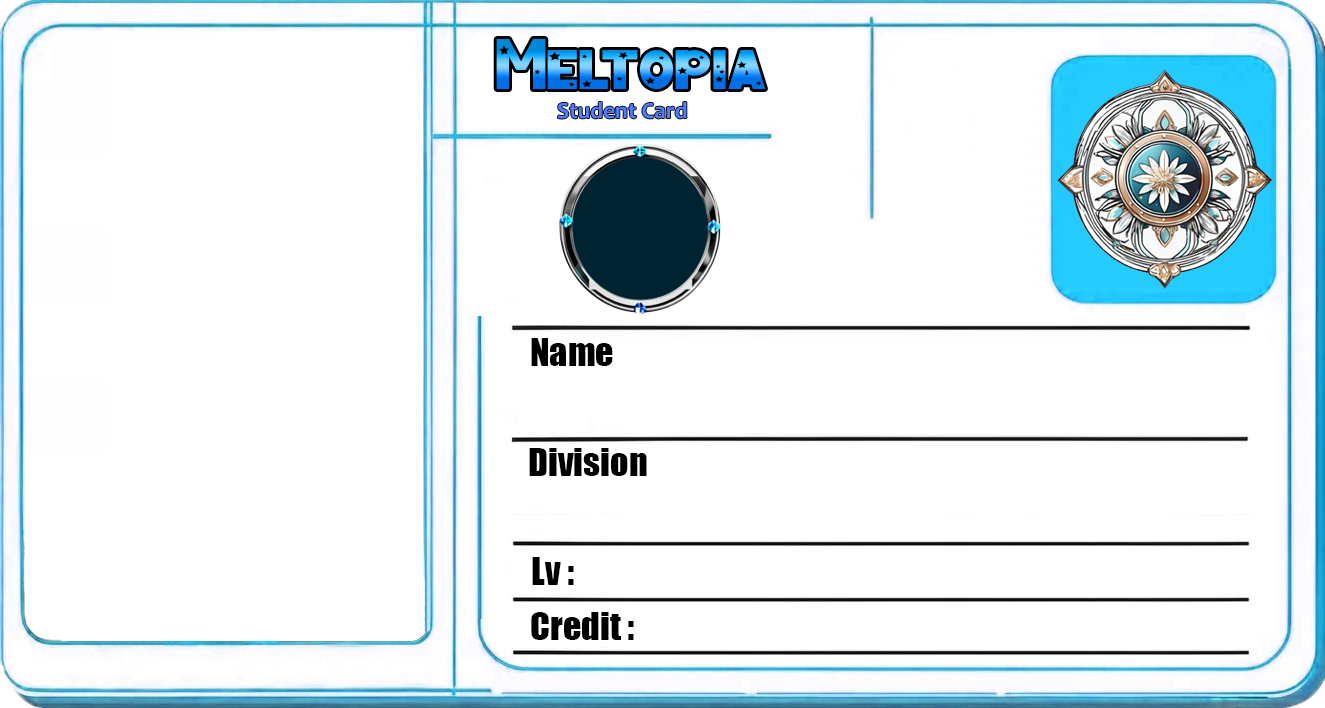 MELTOPIA
Student Card
Name
Division
Lv :
Credit :